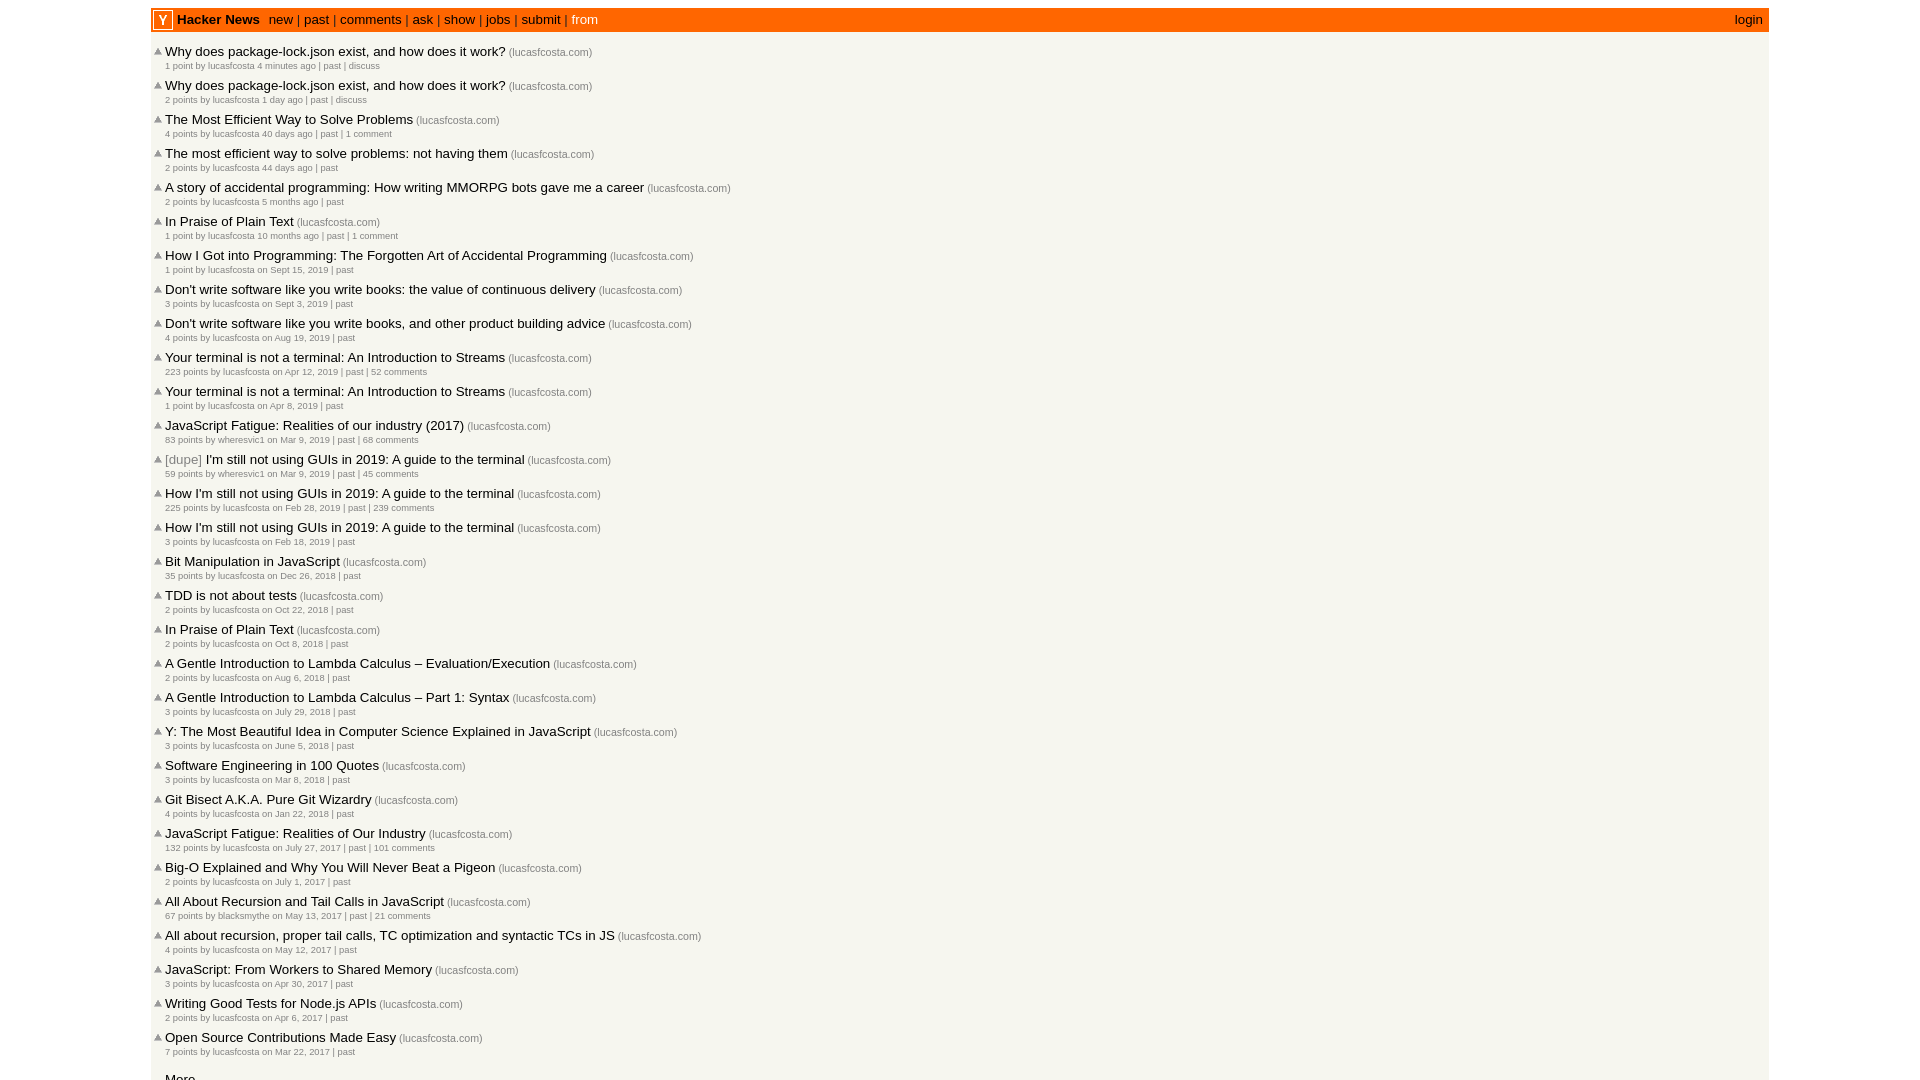 Y Hacker News new | past | comments | ask | show | jobs | submit | from login
Why does package-lock.json exist, and how does it work? (lucasfcosta.com)
1 point by lucasfcosta 4 minutes ago | past | discuss
Why does package-lock.json exist, and how does it work? (lucasfcosta.com)
2 points by lucasfcosta 1 day ago | past | discuss
The Most Efficient Way to Solve Problems (lucasfcosta.com)
4 points by lucasfcosta 40 days ago | past | 1 comment
The most efficient way to solve problems: not having them (lucasfcosta.com)
2 points by lucasfcosta 44 days ago | past
A story of accidental programming: How writing MMORPG bots gave me a career (lucasfcosta.com)
2 points by lucasfcosta 5 months ago | past
In Praise of Plain Text (lucasfcosta.com)
1 point by lucasfcosta 10 months ago | past | 1 comment
How I Got into Programming: The Forgotten Art of Accidental Programming (lucasfcosta.com)
1 point by lucasfcosta on Sept 15, 2019 | past
Don't write software like you write books: the value of continuous delivery (lucasfcosta.com)
3 points by lucasfcosta on Sept 3, 2019 | past
Don't write software like you write books, and other product building advice (lucasfcosta.com)
4 points by lucasfcosta on Aug 19, 2019 | past
Your terminal is not a terminal: An Introduction to Streams (lucasfcosta.com)
223 points by lucasfcosta on Apr 12, 2019 | past | 52 comments
Your terminal is not a terminal: An Introduction to Streams (lucasfcosta.com)
1 point by lucasfcosta on Apr 8, 2019 | past
JavaScript Fatigue: Realities of our industry (2017) (lucasfcosta.com)
83 points by wheresvic1 on Mar 9, 2019 | past | 68 comments
[dupe] I'm still not using GUIs in 2019: A guide to the terminal (lucasfcosta.com)
59 points by wheresvic1 on Mar 9, 2019 | past | 45 comments
How I'm still not using GUIs in 2019: A guide to the terminal (lucasfcosta.com)
225 points by lucasfcosta on Feb 28, 2019 | past | 239 comments
How I'm still not using GUIs in 2019: A guide to the terminal (lucasfcosta.com)
3 points by lucasfcosta on Feb 18, 2019 | past
Bit Manipulation in JavaScript (lucasfcosta.com)
35 points by lucasfcosta on Dec 26, 2018 | past
TDD is not about tests (lucasfcosta.com)
2 points by lucasfcosta on Oct 22, 2018 | past
In Praise of Plain Text (lucasfcosta.com)
2 points by lucasfcosta on Oct 8, 2018 | past
A Gentle Introduction to Lambda Calculus – Evaluation/Execution (lucasfcosta.com)
2 points by lucasfcosta on Aug 6, 2018 | past
A Gentle Introduction to Lambda Calculus – Part 1: Syntax (lucasfcosta.com)
3 points by lucasfcosta on July 29, 2018 | past
Y: The Most Beautiful Idea in Computer Science Explained in JavaScript (lucasfcosta.com)
3 points by lucasfcosta on June 5, 2018 | past
Software Engineering in 100 Quotes (lucasfcosta.com)
3 points by lucasfcosta on Mar 8, 2018 | past
Git Bisect A.K.A. Pure Git Wizardry (lucasfcosta.com)
4 points by lucasfcosta on Jan 22, 2018 | past
JavaScript Fatigue: Realities of Our Industry (lucasfcosta.com)
132 points by lucasfcosta on July 27, 2017 | past | 101 comments
Big-O Explained and Why You Will Never Beat a Pigeon (lucasfcosta.com)
2 points by lucasfcosta on July 1, 2017 | past
All About Recursion and Tail Calls in JavaScript (lucasfcosta.com)
67 points by blacksmythe on May 13, 2017 | past | 21 comments
All about recursion, proper tail calls, TC optimization and syntactic TCs in JS (lucasfcosta.com)
4 points by lucasfcosta on May 12, 2017 | past
JavaScript: From Workers to Shared Memory (lucasfcosta.com)
3 points by lucasfcosta on Apr 30, 2017 | past
Writing Good Tests for Node.js APIs (lucasfcosta.com)
2 points by lucasfcosta on Apr 6, 2017 | past
Open Source Contributions Made Easy (lucasfcosta.com)
7 points by lucasfcosta on Mar 22, 2017 | past
More